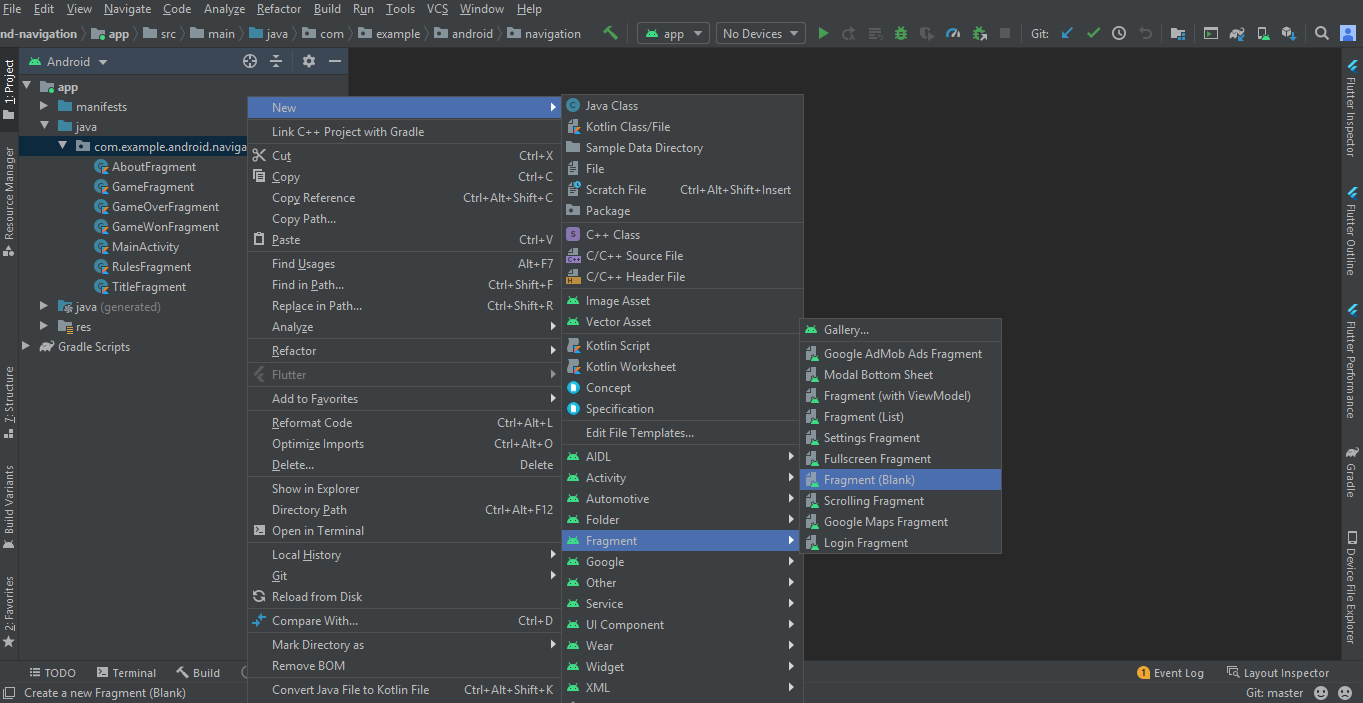 File Edit View Navigate Code Analyze Refactor Build Run Tools VCS Window Help
nd-navigation app src main java com example android navigation app No Devices Git:
Android
1: Project
Resource Manager
7: Structure
Build Variants
2: Favorites
app
manifests
java
com.example.android.naviga
AboutFragment
GameFragment
GameOverFragment
GameWonFragment
MainActivity
RulesFragment
TitleFragment
java (generated)
res
Gradle Scripts
New
Link C++ Project with Gradle
Cut Ctrl+X
Copy Ctrl+C
Copy Reference Ctrl+Alt+Shift+C
Copy Path...
Paste Ctrl+V
Find Usages Alt+F7
Find in Path... Ctrl+Shift+F
Replace in Path... Ctrl+Shift+R
Analyze
Refactor
Flutter
Add to Favorites
Reformat Code Ctrl+Alt+L
Optimize Imports Ctrl+Alt+O
Delete... Delete
Show in Explorer
Directory Path Ctrl+Alt+F12
Open in Terminal
Local History
Git
Reload from Disk
Compare With... Ctrl+D
Mark Directory as
Remove BOM
Convert Java File to Kotlin File Ctrl+Alt+Shift+K
Java Class
Kotlin Class/File
Sample Data Directory
File
Scratch File Ctrl+Alt+Shift+Insert
Package
S C++ Class
C++ C/C++ Source File
H C/C++ Header File
Image Asset
Vector Asset
Kotlin Script
Kotlin Worksheet
Concept
Specification
Edit File Templates...
AIDL
Activity
Automotive
Folder
Fragment
Google
Other
Service
UI Component
Wear
Widget
XML
Gallery...
Google AdMob Ads Fragment
Modal Bottom Sheet
Fragment (with ViewModel)
Fragment (List)
Settings Fragment
Fullscreen Fragment
Fragment (Blank)
Scrolling Fragment
Google Maps Fragment
Login Fragment
Flutter Inspector
Flutter Outline
Flutter Performance
Gradle
Device File Explorer
TODO Terminal Build 1 Event Log Layout Inspector
Create a new Fragment (Blank) Git: master